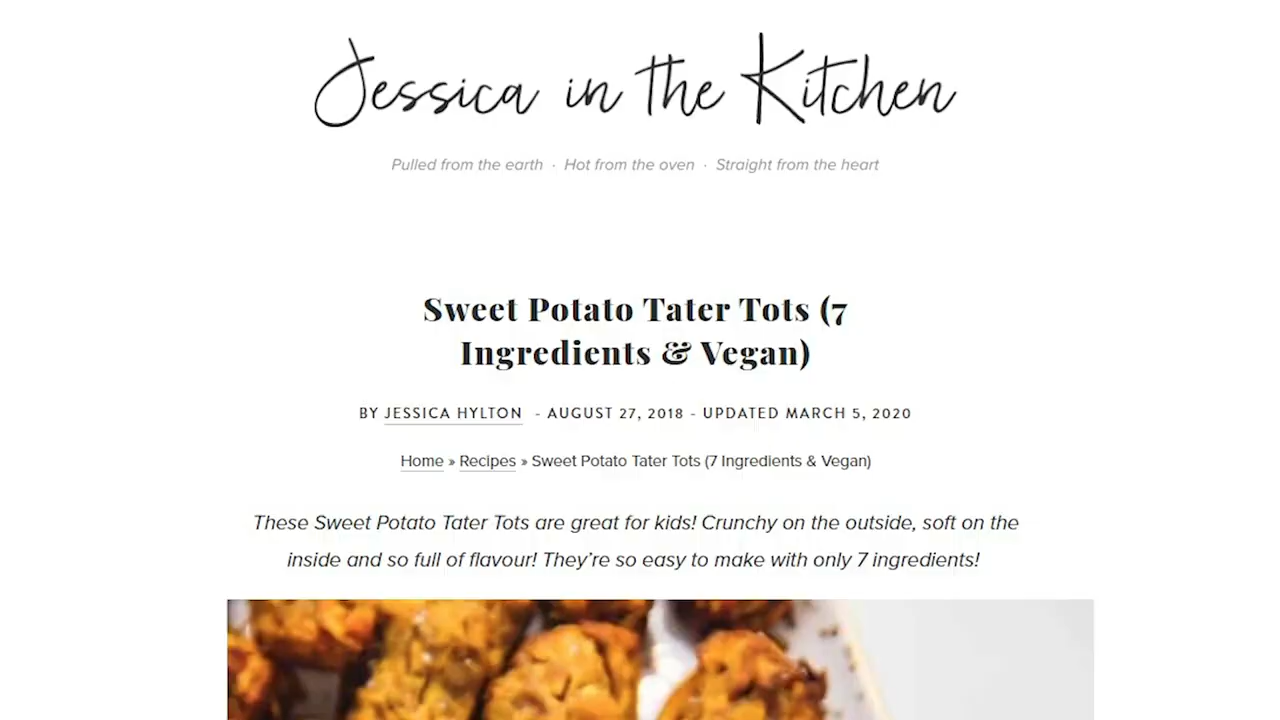 Jessica in the Kitchen
Pulled from the earth · Hot from the oven · Straight from the heart
Sweet Potato Tater Tots (7
Ingredients & Vegan)
BY JESSICA HYLTON - AUGUST 27, 2018 - UPDATED MARCH 5, 2020
Home » Recipes » Sweet Potato Tater Tots (7 Ingredients & Vegan)
These Sweet Potato Tater Tots are great for kids! Crunchy on the outside, soft on the
inside and so full of flavour! They're so easy to make with only 7 ingredients!